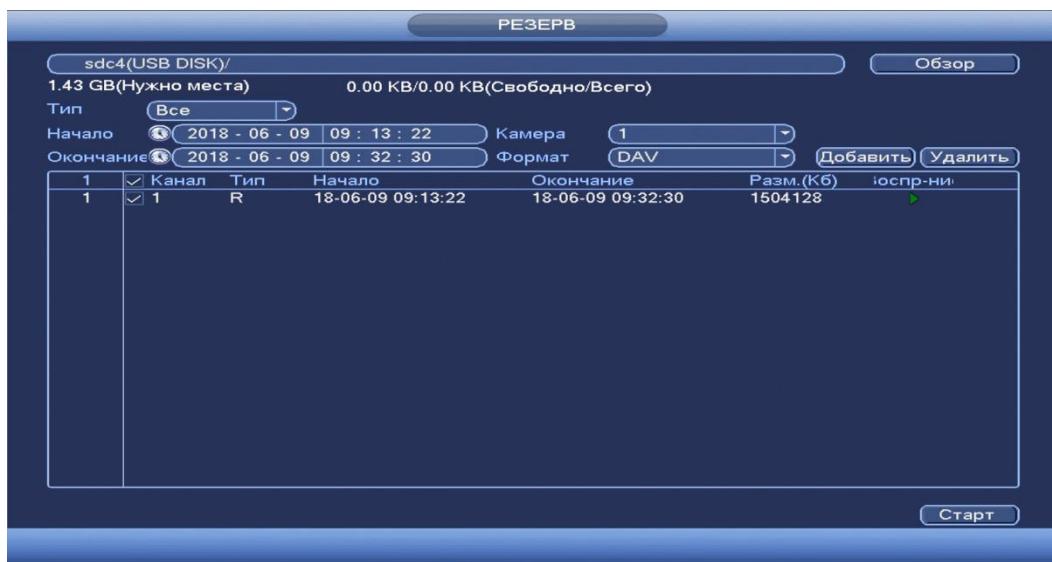 РЕЗЕРВ
sdc4(USB DISK)/ Обзор
1.43 GB(Нужно места) 0.00 KB/0.00 KB(Свободно/Всего)
Тип Все
Начало 2018 - 06 - 09 09 : 13 : 22 Камера 1
Окончание 2018 - 06 - 09 09 : 32 : 30 Формат DAV Добавить Удалить
1 Канал Тип Начало Окончание Разм.(Кб) воспр-ни
1 1 R 18-06-09 09:13:22 18-06-09 09:32:30 1504128
Старт